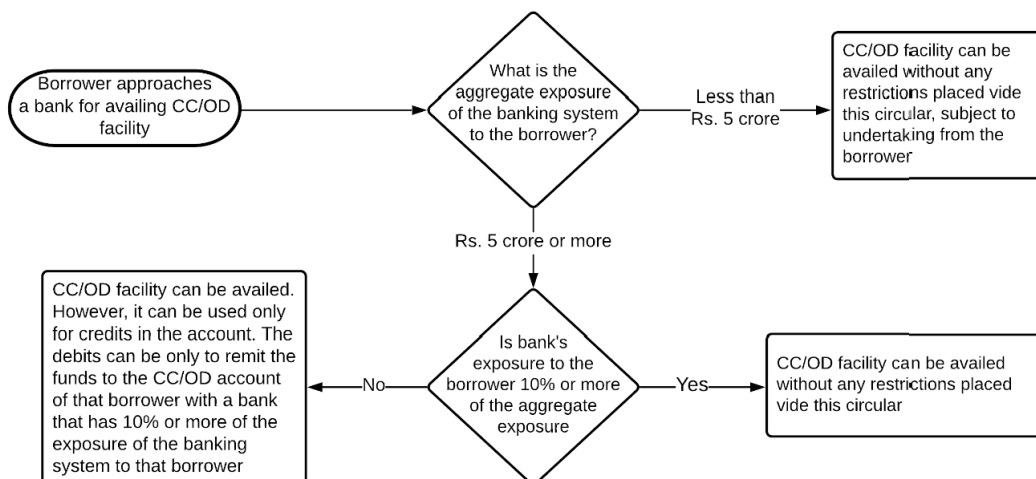 Borrower approaches
a bank for availing CC/OD
facility
What is the
aggregate exposure
of the banking system
to the borrower?
Less than
Rs. 5 crore
CC/OD facility can be
availed without any
restrictions placed vide
this circular, subject to
undertaking from the
borrower
Rs. 5 crore or more
CC/OD facility can be availed.
However, it can be used only
for credits in the account. The
debits can be only to remit the
funds to the CC/OD account
of that borrower with a bank
that has 10% or more of the
exposure of the banking
system to that borrower
No
Is bank's
exposure to the
borrower 10% or more
of the aggregate
exposure
Yes
CC/OD facility can be availed
without any restrictions placed
vide this circular